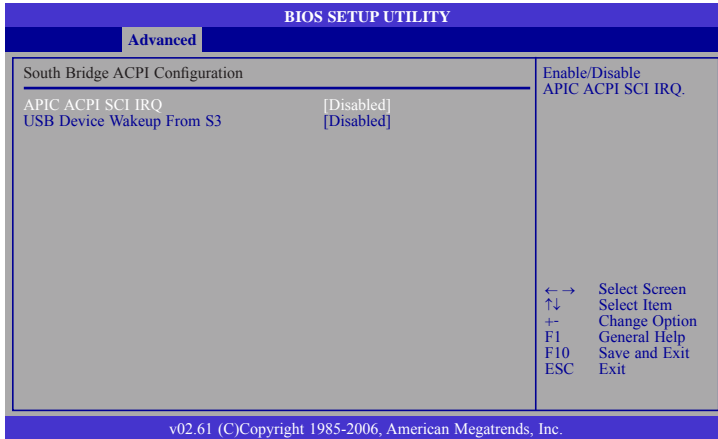 BIOS SETUP UTILITY
Advanced
South Bridge ACPI Configuration
APIC ACPI SCI IRQ [Disabled]
USB Device Wakeup From S3 [Disabled]
Enable/Disable
APIC ACPI SCI IRQ.
←→ Select Screen
↑↓ Select Item
+- Change Option
F1 General Help
F10 Save and Exit
ESC Exit
v02.61 (C)Copyright 1985-2006, American Megatrends, Inc.